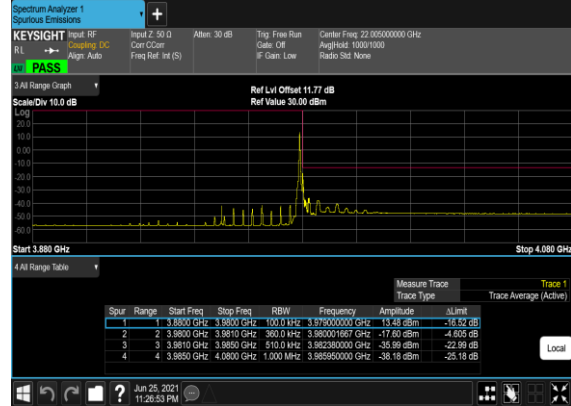 Spectrum Analyzer 1
Spurious Emissions
+
KEYSIGHT Input: RF Input Z: 50 Ω Atten: 30 dB Trig: Free Run Center Freq: 22.005000000 GHz
RL Coupling: DC Corr CCorr Gate: Off Avg|Hold: 1000/1000
Align: Auto Freq Ref: Int (S) IF Gain: Low Radio Std: None
LXI PASS
3 All Range Graph
Ref Lvl Offset 11.77 dB
Scale/Div 10.0 dB Ref Value 30.00 dBm
Log
20.0
10.0
0.00
-10.0
-20.0
-30.0
-40.0
-50.0
-60.0
Start 3.880 GHz Stop 4.080 GHz
4 All Range Table
Measure Trace Trace 1
Trace Type Trace Average (Active)
Spur Range Start Freq Stop Freq RBW Frequency Amplitude ΔLimit
1 1 3.8800 GHz 3.9800 GHz 100.0 kHz 3.979000000 GHz 13.48 dBm -16.52 dB
2 2 3.9800 GHz 3.9810 GHz 360.0 kHz 3.980001667 GHz -17.60 dBm -4.605 dB
3 3 3.9810 GHz 3.9850 GHz 510.0 kHz 3.982380000 GHz -35.99 dBm -22.99 dB
4 4 3.9850 GHz 4.0800 GHz 1.000 MHz 3.985950000 GHz -38.18 dBm -25.18 dB
Local
? Jun 25, 2021
11:26:53 PM